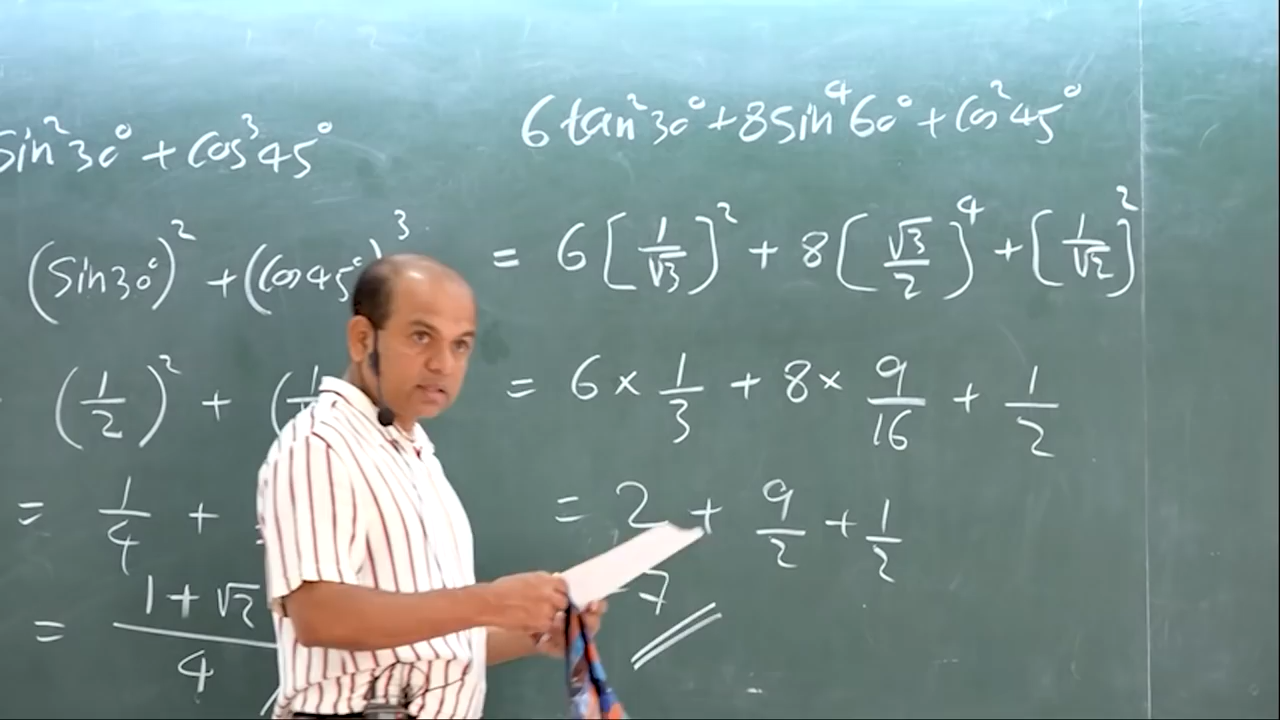 sin²30° + cos³45°
(sin30°)² + (cos45°)³
(1/2)² + (1/
= 1/4 +
= 1+√2/4
6tan²30° + 8sin⁴60° + cos²45°
= 6[1/√3]² + 8[√3/2]⁴ + [1/√2]²
= 6 × 1/3 + 8 × 9/16 + 1/2
= 2 + 9/2 + 1/2
7